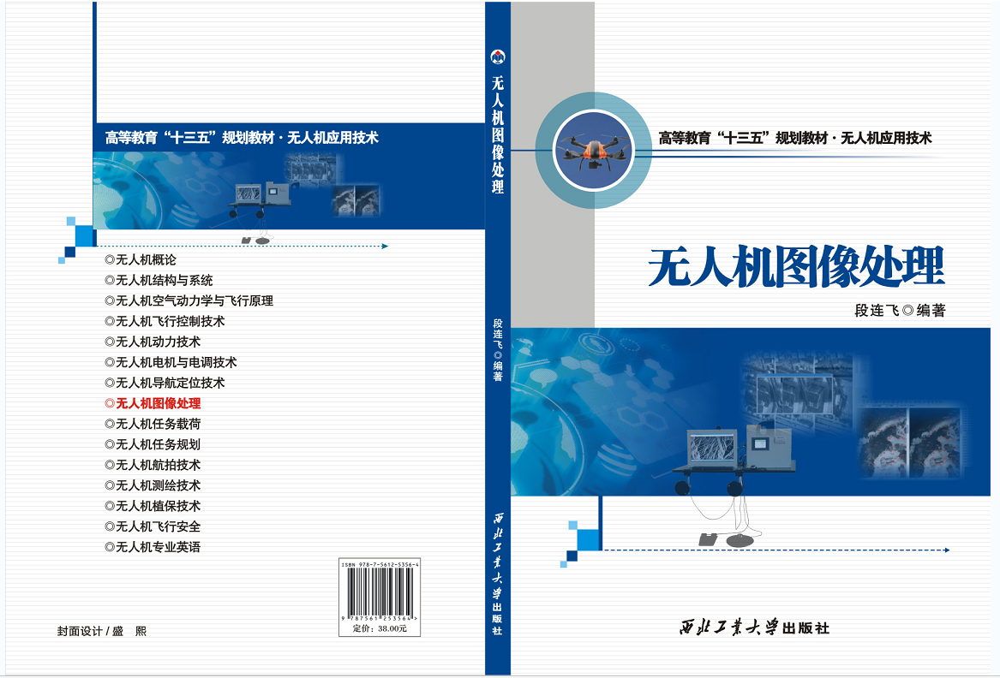 高等教育“十三五”规划教材·无人机应用技术
◎无人机概论
◎无人机结构与系统
◎无人机空气动力学与飞行原理
◎无人机飞行控制技术
◎无人机动力技术
◎无人机电机与电调技术
◎无人机导航定位技术
◎无人机图像处理
◎无人机任务载荷
◎无人机任务规划
◎无人机航拍技术
◎无人机测绘技术
◎无人机植保技术
◎无人机飞行安全
◎无人机专业英语
ISBN 978-7-5612-5356-4
9 787561 253564 >
定价：38.00元
封面设计 / 盛 熙
无人机图像处理
段连飞◎编著
西北工业大学出版社
高等教育“十三五”规划教材·无人机应用技术
无人机图像处理
段连飞◎编著
西北工业大学出版社